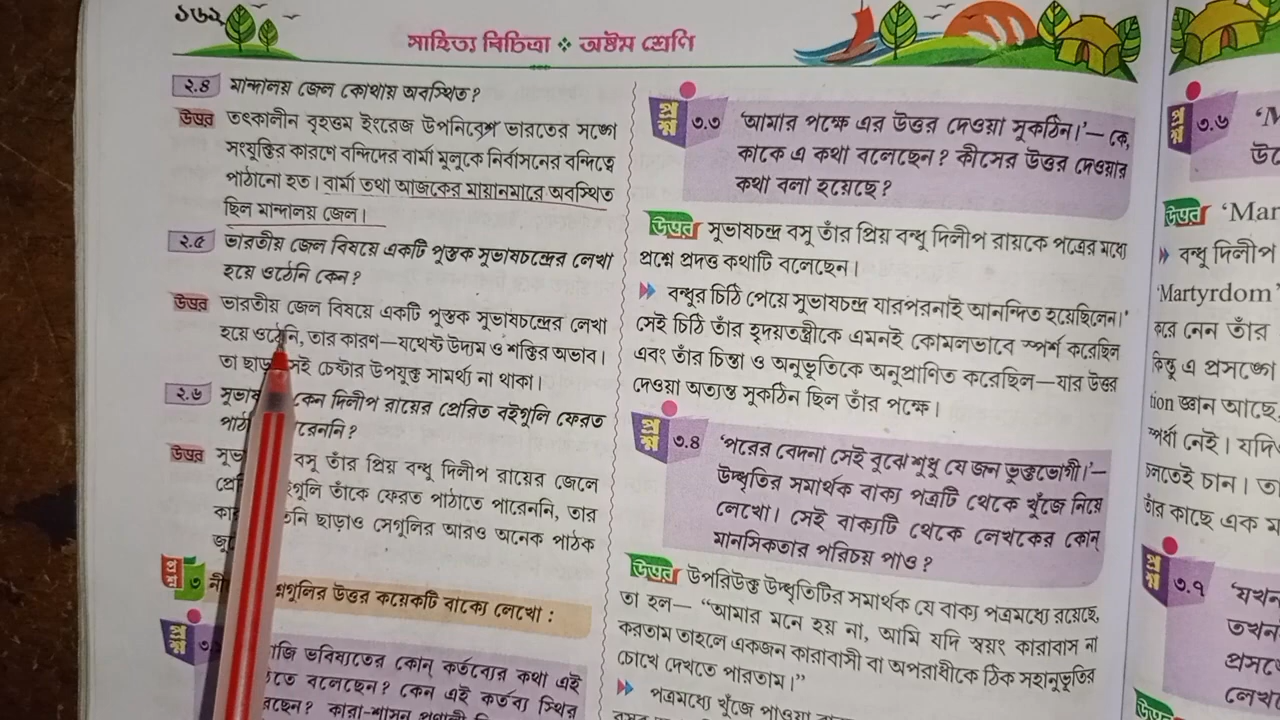 ১৬২
সাহিত্য বিচিত্রা ❖ অষ্টম শ্রেণি
২.৪ মান্দালয় জেল কোথায় অবস্থিত?
উত্তর তৎকালীন বৃহত্তম ইংরেজ উপনিবেশ ভারতের সঙ্গে
সংযুক্তির কারণে বন্দিদের বার্মা মুলুকে নির্বাসনের বন্দিত্বে
পাঠানো হত। বার্মা তথা আজকের মায়ানমারে অবস্থিত
ছিল মান্দালয় জেল।
২.৫ ভারতীয় জেল বিষয়ে একটি পুস্তক সুভাষচন্দ্রের লেখা
হয়ে ওঠেনি কেন?
উত্তর ভারতীয় জেল বিষয়ে একটি পুস্তক সুভাষচন্দ্রের লেখা
হয়ে ওঠেনি, তার কারণ—যথেষ্ট উদ্যম ও শক্তির অভাব।
তা ছাড়া সেই চেষ্টার উপযুক্ত সামর্থ্য না থাকা।
২.৬ সুভাষ কেন দিলীপ রায়ের প্রেরিত বইগুলি ফেরত
পাঠা রেননি?
উত্তর সুভ বসু তাঁর প্রিয় বন্ধু দিলীপ রায়ের জেলে
প্রে ইগুলি তাঁকে ফেরত পাঠাতে পারেননি, তার
কার তিনি ছাড়াও সেগুলির আরও অনেক পাঠক
জু
প্রশ্ন ৩ নী শ্নগুলির উত্তর কয়েকটি বাক্যে লেখো :
প্রশ্ন ৩. জি ভবিষ্যতের কোন্ কর্তব্যের কথা এই
তে বলেছেন? কেন এই কর্তব্য স্থির
রছেন? কারা-শাসন প্রণালী
প্রশ্ন ৩.৩ ‘আমার পক্ষে এর উত্তর দেওয়া সুকঠিন।’— কে,
কাকে এ কথা বলেছেন? কীসের উত্তর দেওয়ার
কথা বলা হয়েছে?
উত্তর সুভাষচন্দ্র বসু তাঁর প্রিয় বন্ধু দিলীপ রায়কে পত্রের মধ্যে
প্রশ্নে প্রদত্ত কথাটি বলেছেন।
বন্ধুর চিঠি পেয়ে সুভাষচন্দ্র যারপরনাই আনন্দিত হয়েছিলেন।
সেই চিঠি তাঁর হৃদয়তন্ত্রীকে এমনই কোমলভাবে স্পর্শ করেছিল
এবং তাঁর চিন্তা ও অনুভূতিকে অনুপ্রাণিত করেছিল—যার উত্তর
দেওয়া অত্যন্ত সুকঠিন ছিল তাঁর পক্ষে।
প্রশ্ন ৩.৪ ‘পরের বেদনা সেই বুঝে শুধু যে জন ভুক্তভোগী।’—
উদ্ধৃতির সমার্থক বাক্য পত্রটি থেকে খুঁজে নিয়ে
লেখো। সেই বাক্যটি থেকে লেখকের কোন্
মানসিকতার পরিচয় পাও?
উত্তর উপরিউক্ত উদ্ধৃতিটির সমার্থক যে বাক্য পত্রমধ্যে রয়েছে,
তা হল— “আমার মনে হয় না, আমি যদি স্বয়ং কারাবাস না
করতাম তাহলে একজন কারাবাসী বা অপরাধীকে ঠিক সহানুভূতির
চোখে দেখতে পারতাম।”
পত্রমধ্যে খুঁজে পাওয়া
প্রশ্ন ৩.৬ ‘M
উত্তর ‘Mar
বন্ধু দিলীপ
‘Martyrdom’
করে নেন তাঁর
কিন্তু এ প্রসঙ্গে
tion জ্ঞান আছে,
স্পর্ধা নেই। যদি
চলতেই চান। তা
তাঁর কাছে এক ম
প্রশ্ন ৩.৭ ‘যখন
তখন
প্রসঙ্গে
লেখ
উত্তর